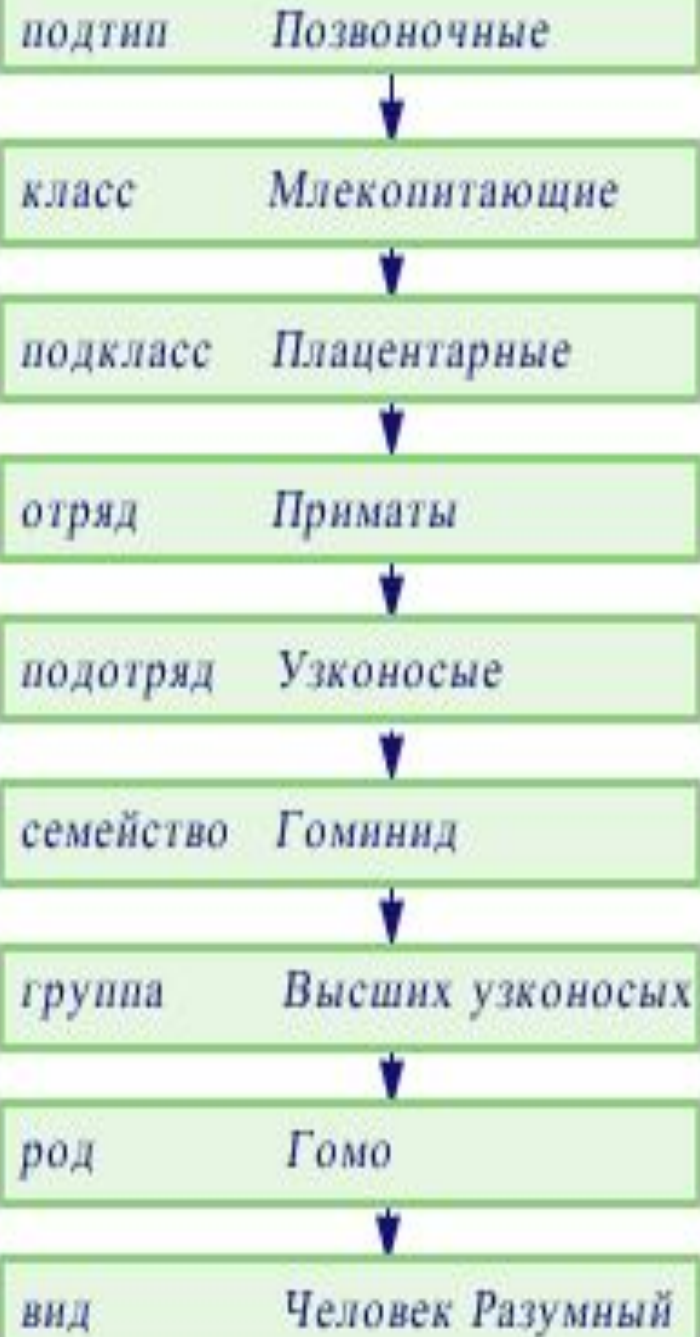 подтип Позвоночные
класс Млекопитающие
подкласс Плацентарные
отряд Приматы
подотряд Узконосые
семейство Гоминид
группа Высших узконосых
род Гомо
вид Человек Разумный